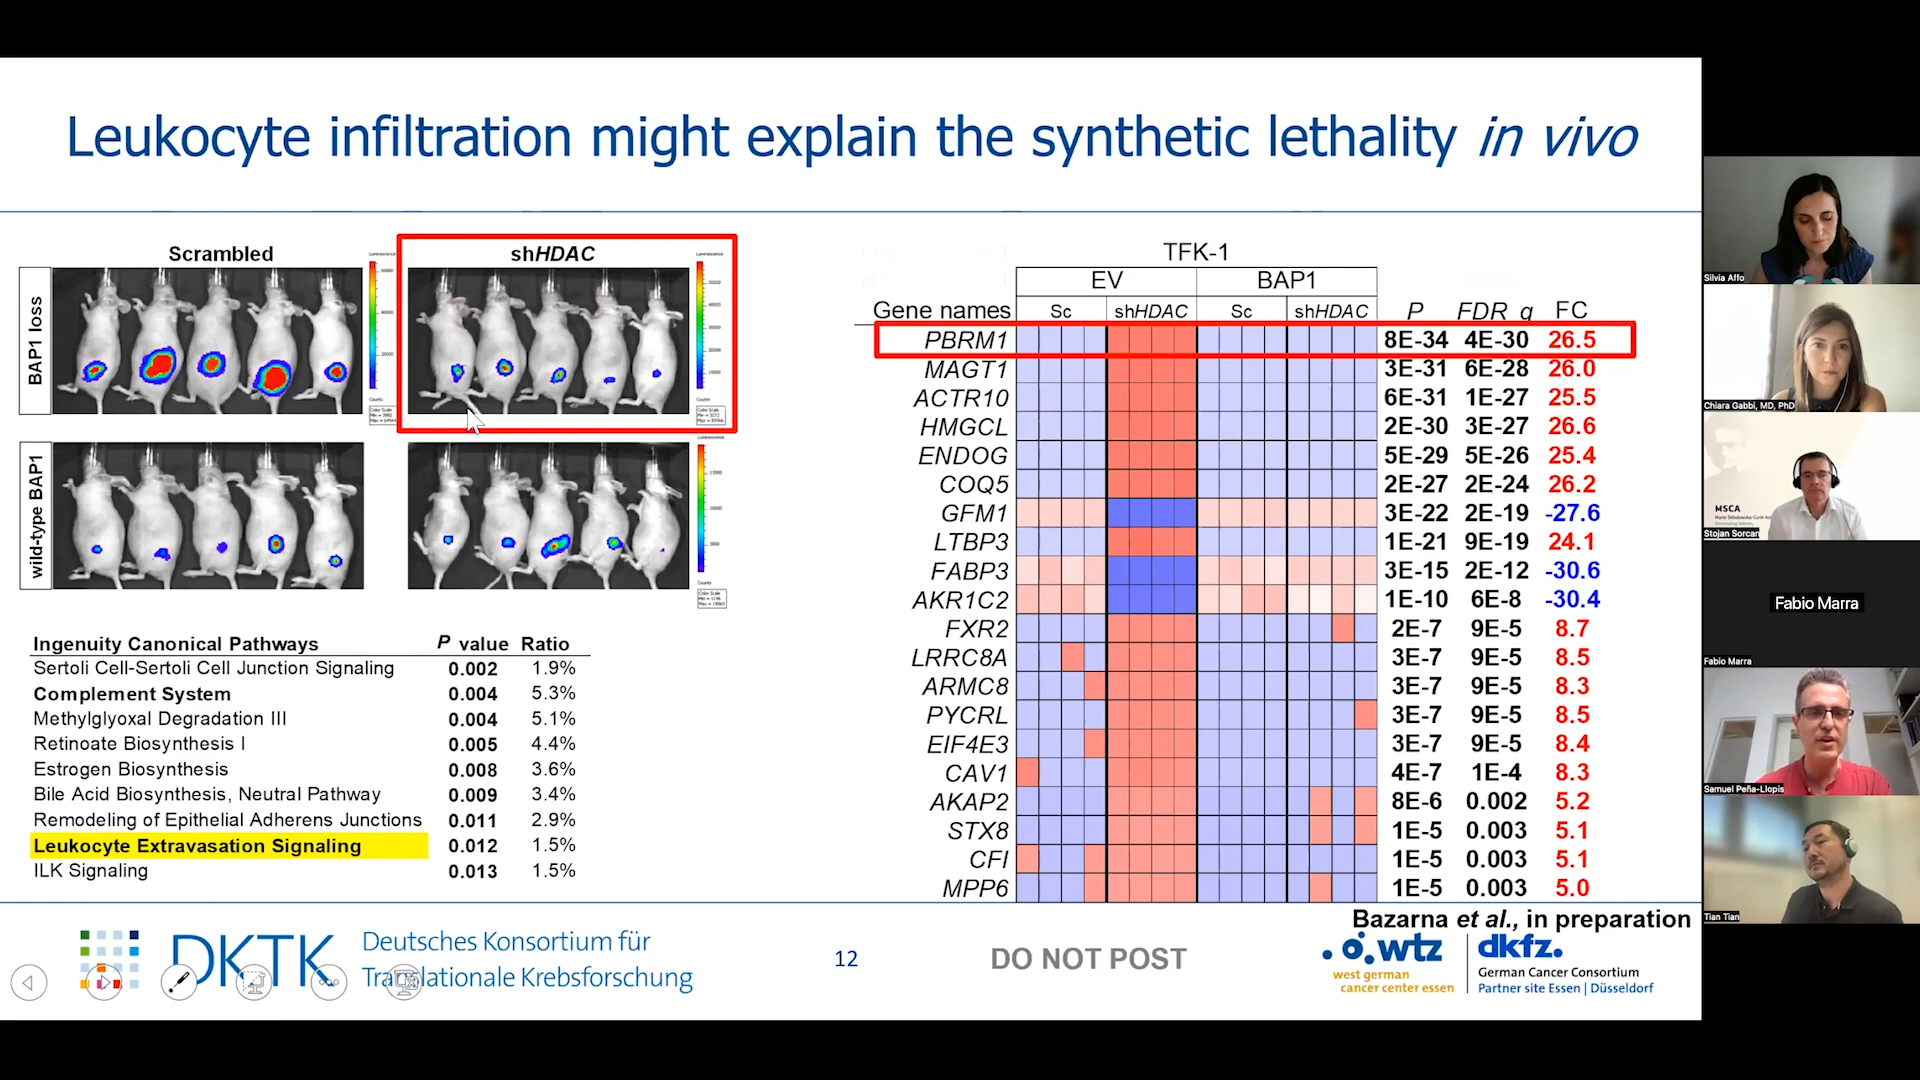 Leukocyte infiltration might explain the synthetic lethality in vivo
Scrambled
shHDAC
BAP1 loss
wild-type BAP1
Ingenuity Canonical Pathways P value Ratio
Sertoli Cell-Sertoli Cell Junction Signaling 0.002 1.9%
Complement System 0.004 5.3%
Methylglyoxal Degradation III 0.004 5.1%
Retinoate Biosynthesis I 0.005 4.4%
Estrogen Biosynthesis 0.008 3.6%
Bile Acid Biosynthesis, Neutral Pathway 0.009 3.4%
Remodeling of Epithelial Adherens Junctions 0.011 2.9%
Leukocyte Extravasation Signaling 0.012 1.5%
ILK Signaling 0.013 1.5%
TFK-1
EV BAP1
Gene names Sc shHDAC Sc shHDAC P FDR q FC
PBRM1 8E-34 4E-30 26.5
MAGT1 3E-31 6E-28 26.0
ACTR10 6E-31 1E-27 25.5
HMGCL 2E-30 3E-27 26.6
ENDOG 5E-29 5E-26 25.4
COQ5 2E-27 2E-24 26.2
GFM1 3E-22 2E-19 -27.6
LTBP3 1E-21 9E-19 24.1
FABP3 3E-15 2E-12 -30.6
AKR1C2 1E-10 6E-8 -30.4
FXR2 2E-7 9E-5 8.7
LRRC8A 3E-7 9E-5 8.5
ARMC8 3E-7 9E-5 8.3
PYCRL 3E-7 9E-5 8.5
EIF4E3 3E-7 9E-5 8.4
CAV1 4E-7 1E-4 8.3
AKAP2 8E-6 0.002 5.2
STX8 1E-5 0.003 5.1
CFI 1E-5 0.003 5.1
MPP6 1E-5 0.003 5.0
Bazarna et al., in preparation
DKTK
Deutsches Konsortium für
Translationale Krebsforschung
12
DO NOT POST
wtz
west german
cancer center essen
dkfz.
German Cancer Consortium
Partner site Essen | Düsseldorf
Silvia Affo
Chiara Gabbi, MD, PhD
MSCA
Stojan Sorcan
Fabio Marra
Fabio Marra
Samuel Peña-Llopis
Tian Tian